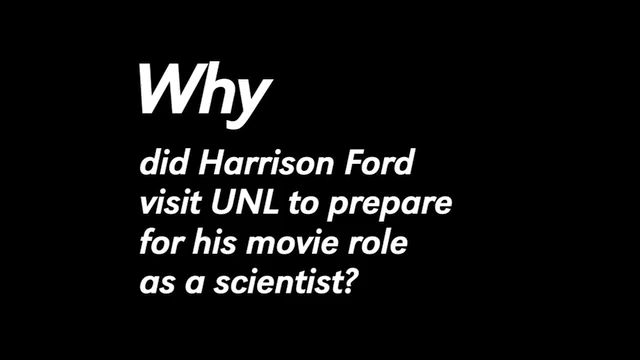 Why
did Harrison Ford
visit UNL to prepare
for his movie role
as a scientist?